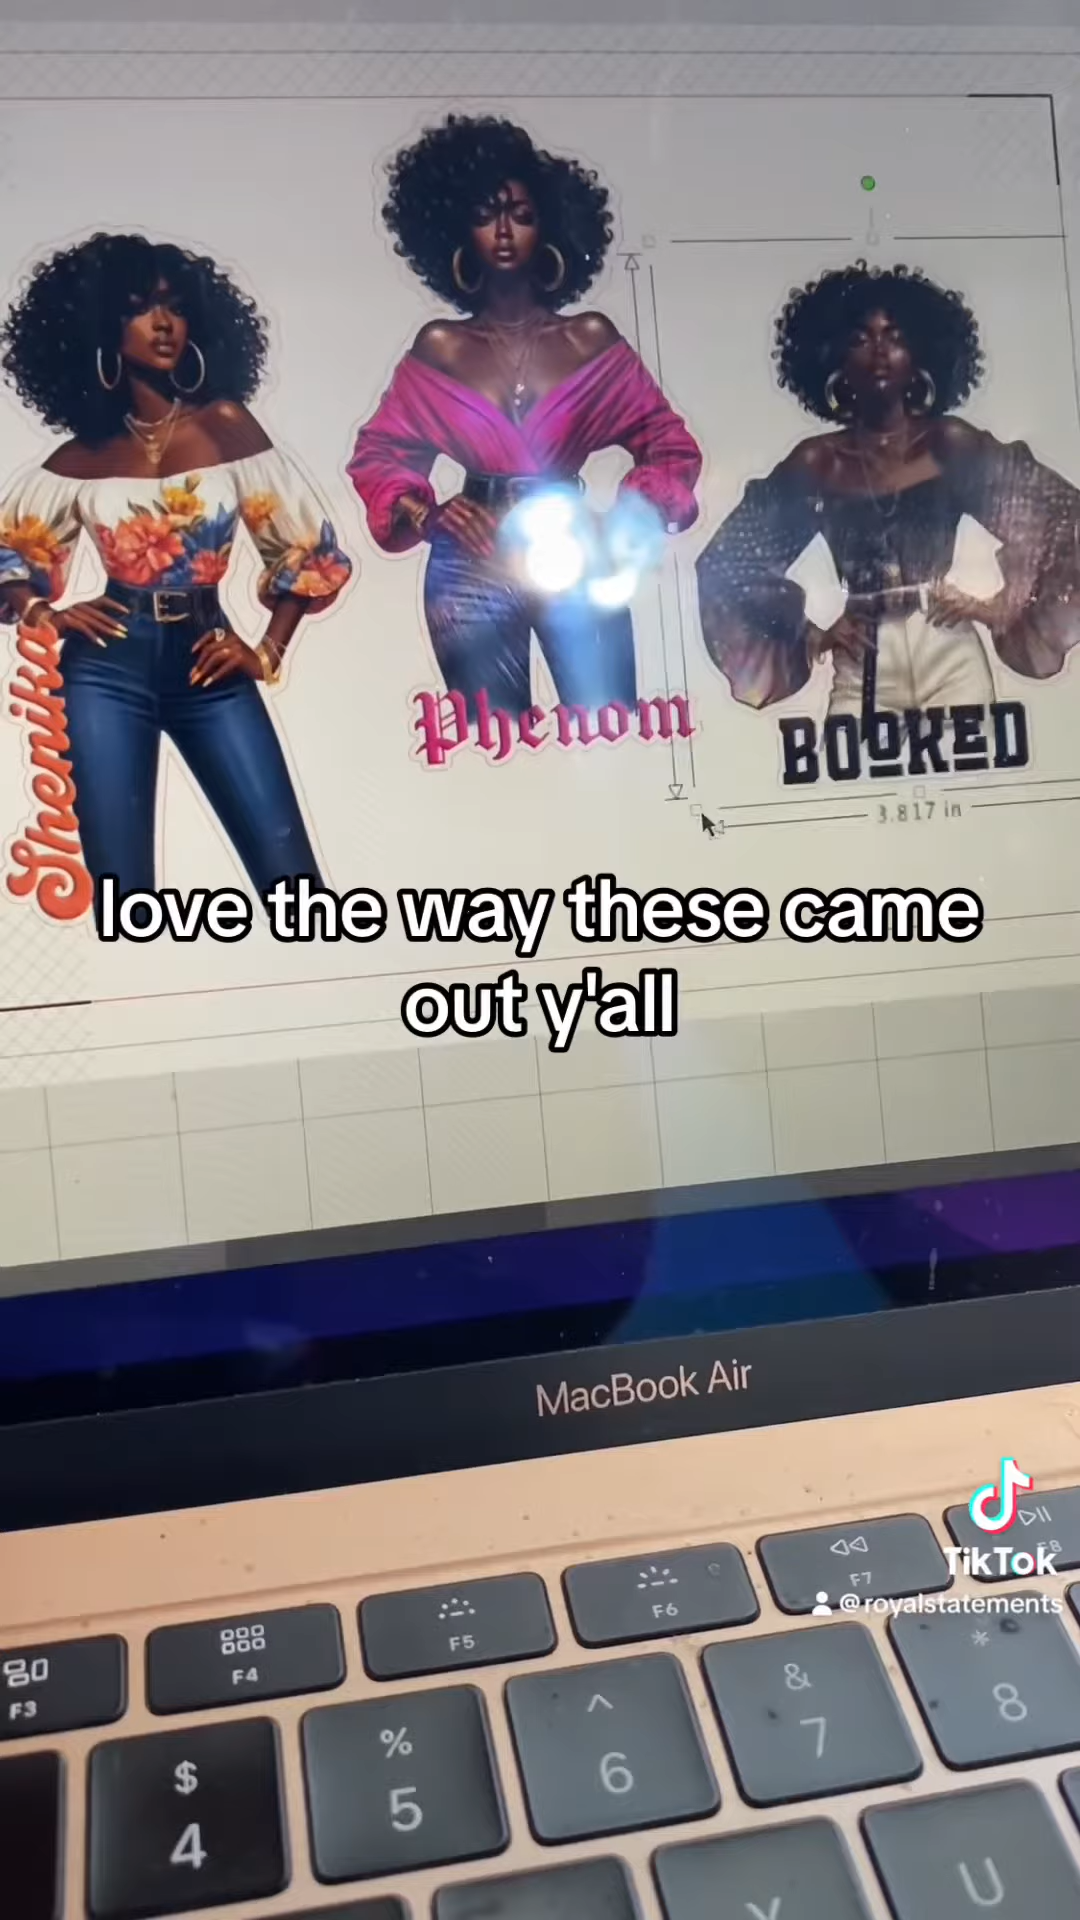 Shenika
Phenom
BOOKED
3.817 in
love the way these came
out y'all
MacBook Air
TikTok
@royalstatements
F3
F4
F5
F6
F7
F8
$
4
%
5
^
6
&
7
*
8
Y
U